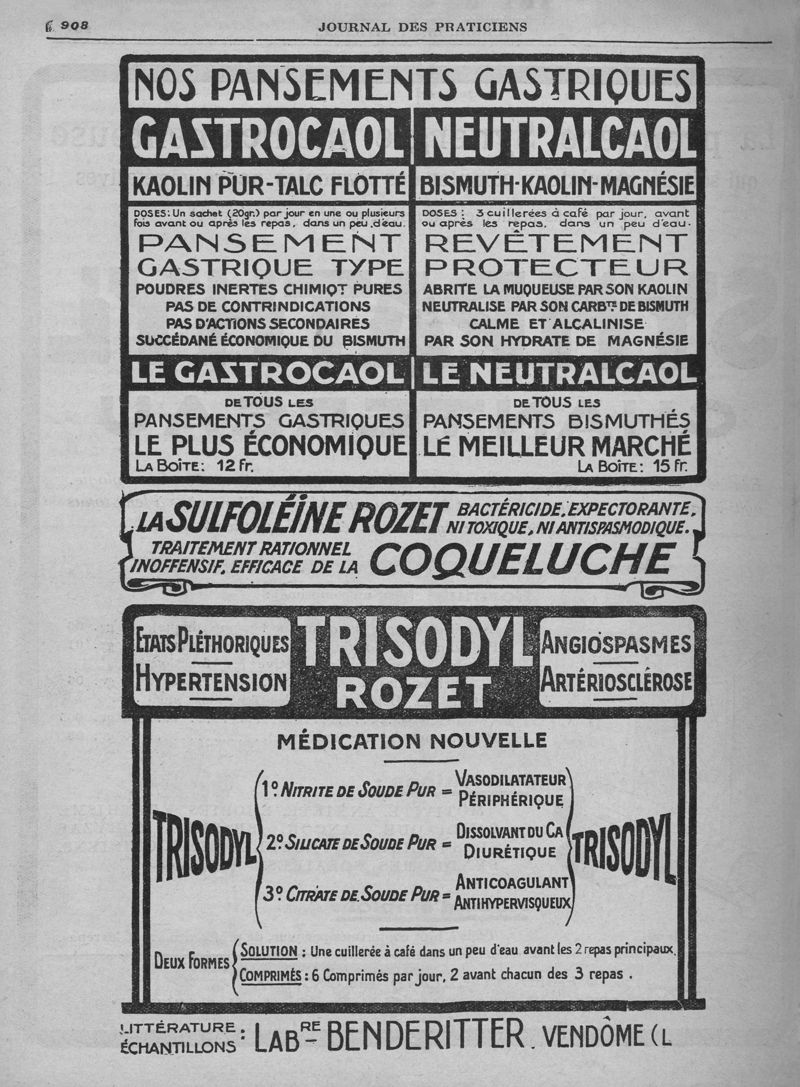 908
JOURNAL DES PRATICIENS
NOS PANSEMENTS GASTRIQUES
GASTROCAOL
KAOLIN PUR-TALC FLOTTÉ
DOSES: Un sachet (20gr.) par jour en une ou plusieurs
fois avant ou après les repas, dans un peu d'eau.
PANSEMENT
GASTRIQUE TYPE
POUDRES INERTES CHIMIQT PURES
PAS DE CONTRINDICATIONS
PAS D'ACTIONS SECONDAIRES
SUCCÉDANÉ ÉCONOMIQUE DU BISMUTH
LE GASTROCAOL
DE TOUS LES
PANSEMENTS GASTRIQUES
LE PLUS ÉCONOMIQUE
LA BOÎTE: 12 Fr.
NEUTRALCAOL
BISMUTH-KAOLIN-MAGNÉSIE
DOSES: 3 cuillerées à café par jour, avant
ou après les repas, dans un peu d'eau.
REVÊTEMENT
PROTECTEUR
ABRITE LA MUQUEUSE PAR SON KAOLIN
NEUTRALISE PAR SON CARBTE DE BISMUTH
CALME ET ALCALINISE
PAR SON HYDRATE DE MAGNÉSIE
LE NEUTRALCAOL
DE TOUS LES
PANSEMENTS BISMUTHÉS
LE MEILLEUR MARCHÉ
LA BOÎTE: 15 Fr.
LA SULFOLÉÏNE ROZET BACTÉRICIDE, EXPECTORANTE,
NI TOXIQUE, NI ANTISPASMODIQUE.
TRAITEMENT RATIONNEL
INOFFENSIF, EFFICACE DE LA COQUELUCHE
ETATS PLÉTHORIQUES
HYPERTENSION
TRISODYL
ROZET
ANGIOSPASMES
ARTÉRIOSCLÉROSE
MÉDICATION NOUVELLE
TRISODYL
1º. NITRITE DE SOUDE PUR = VASODILATATEUR
PÉRIPHÉRIQUE
2º. SILICATE DE SOUDE PUR = DISSOLVANT DU CA
DIURÉTIQUE
3º. CITRATE DE SOUDE PUR = ANTICOAGULANT
ANTIHYPERVISQUEUX
TRISODYL
DEUX FORMES
SOLUTION : Une cuillerée à café dans un peu d'eau avant les 2 repas principaux.
COMPRIMÉS : 6 Comprimés par jour, 2 avant chacun des 3 repas.
LITTÉRATURE :
ÉCHANTILLONS :
LABRE BENDERITTER. VENDÔME (L